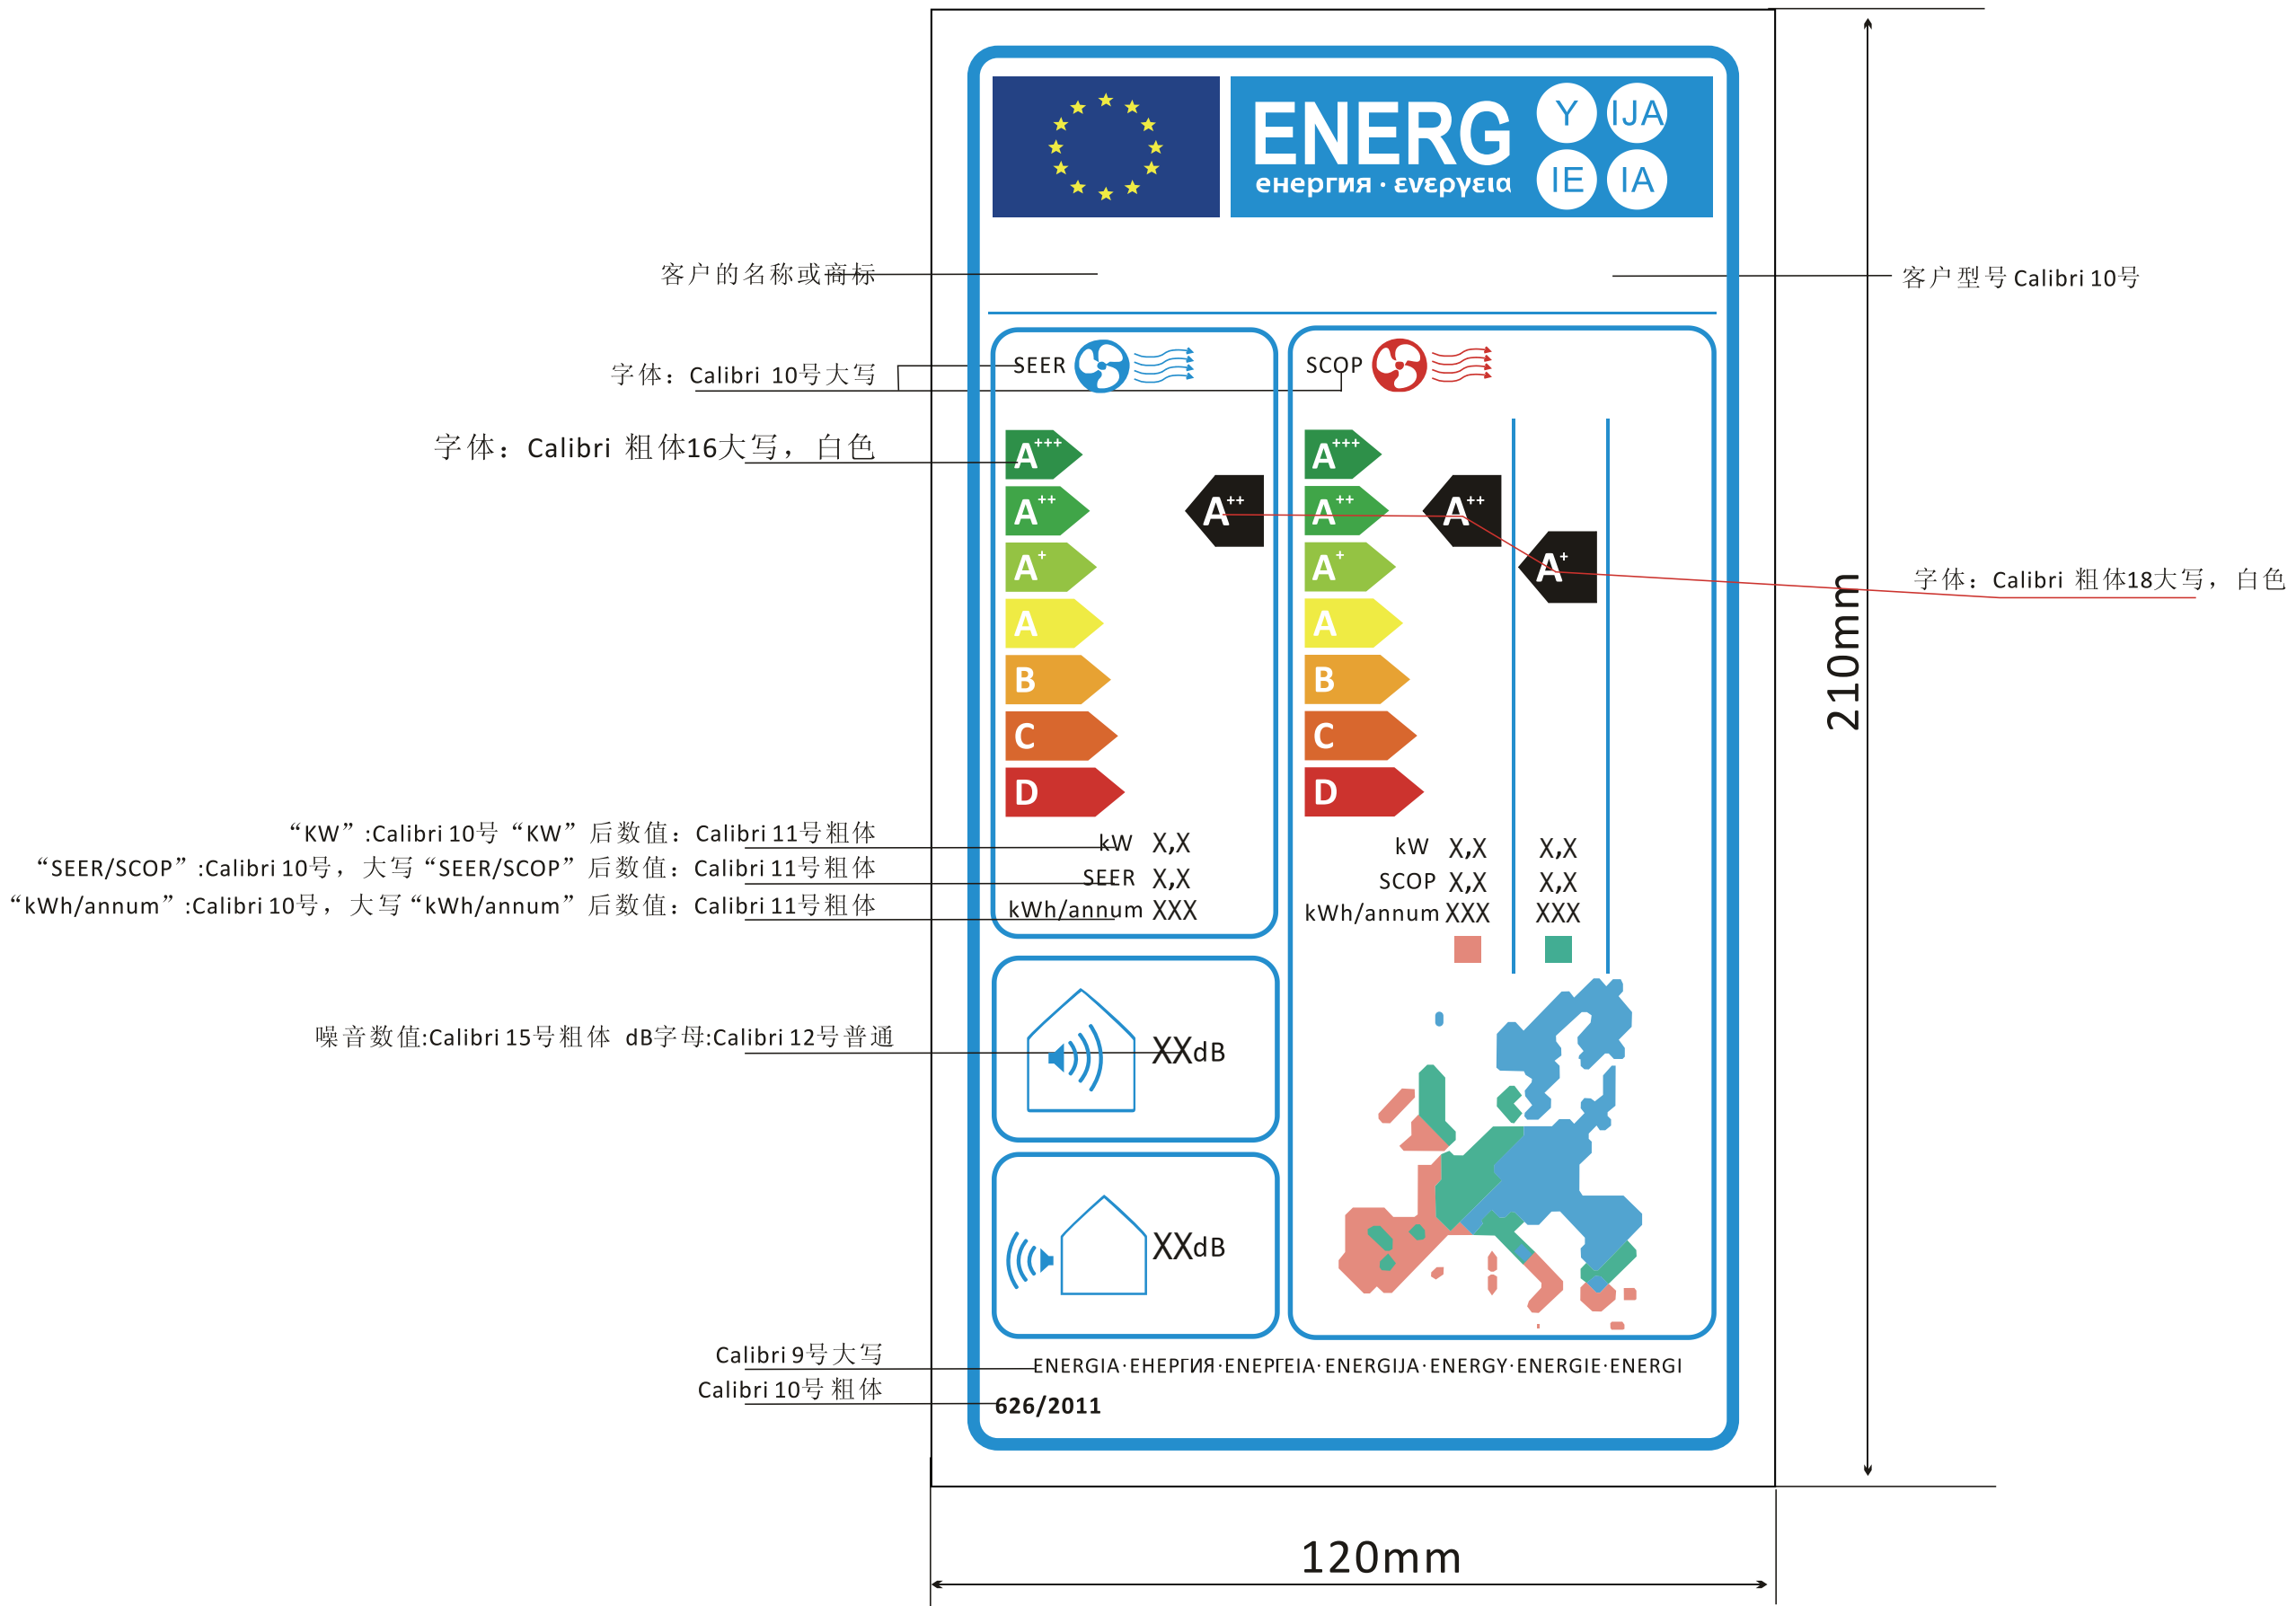 ENERG Y IJA
IE IA
енергия · ενεργεια
客户的名称或商标
客户型号 Calibri 10号
字体：Calibri 10号大写
SEER
SCOP
字体：Calibri 粗体16大写，白色
A+++
A++
A+
A
B
C
D
A++
A+++
A++
A+
A
B
C
D
A++
A+
字体：Calibri 粗体18大写，白色
210mm
“KW”:Calibri 10号“KW”后数值：Calibri 11号粗体
“SEER/SCOP”:Calibri 10号，大写“SEER/SCOP”后数值：Calibri 11号粗体
“kWh/annum”:Calibri 10号，大写“kWh/annum”后数值：Calibri 11号粗体
kW X,X
SEER X,X
kWh/annum XXX
kW X,X X,X
SCOP X,X X,X
kWh/annum XXX XXX
噪音数值:Calibri 15号粗体 dB字母:Calibri 12号普通
XXdB
XXdB
Calibri 9号大写
ENERGIA·ЕНЕРГИЯ·ΕΝΕΡΓΕΙΑ·ENERGIJA·ENERGY·ENERGIE·ENERGI
Calibri 10号 粗体
626/2011
120mm